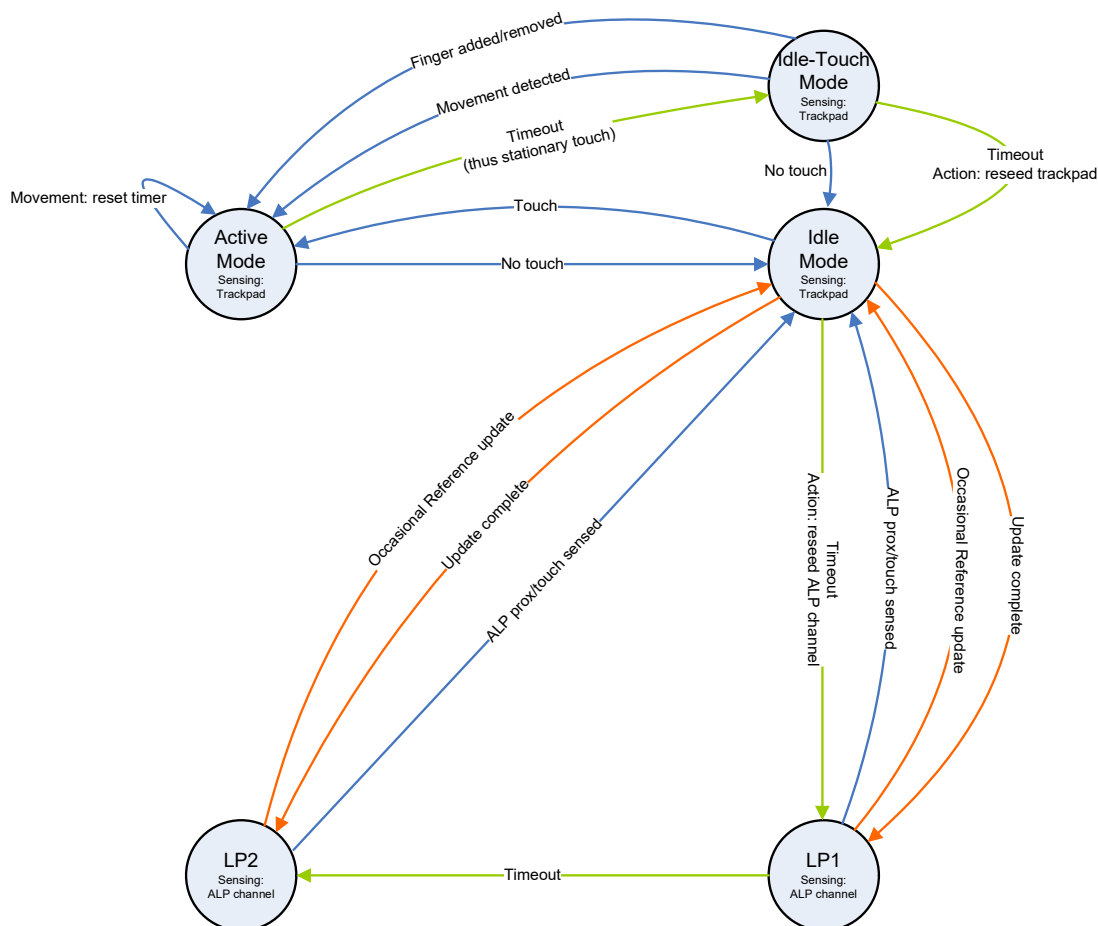 Finger added/removed
Idle-Touch
Mode
Sensing:
Trackpad
Movement detected
Timeout
(thus stationary touch)
Timeout
Action: reseed trackpad
No touch
Movement: reset timer
Touch
Active
Mode
Sensing:
Trackpad
No touch
Idle
Mode
Sensing:
Trackpad
Occasional Reference update
Update complete
ALP prox/touch sensed
Timeout
Action: reseed ALP channel
ALP prox/touch sensed
Occasional Reference update
Update complete
LP2
Sensing:
ALP channel
Timeout
LP1
Sensing:
ALP channel